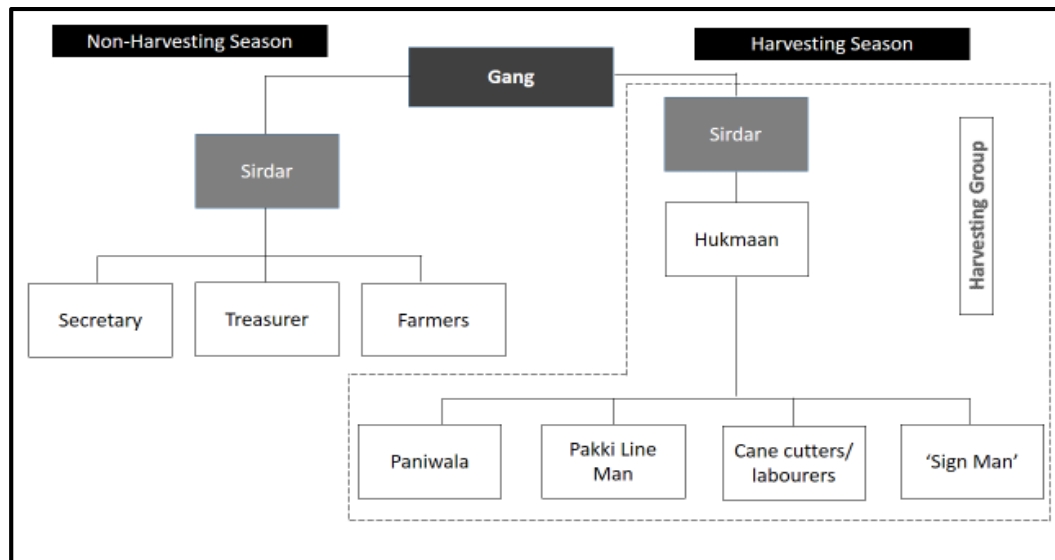 Non-Harvesting Season
Harvesting Season
Gang
Sirdar
Sirdar
Harvesting Group
Hukmaan
Secretary
Treasurer
Farmers
Paniwala
Pakki Line
Man
Cane cutters/
labourers
‘Sign Man’